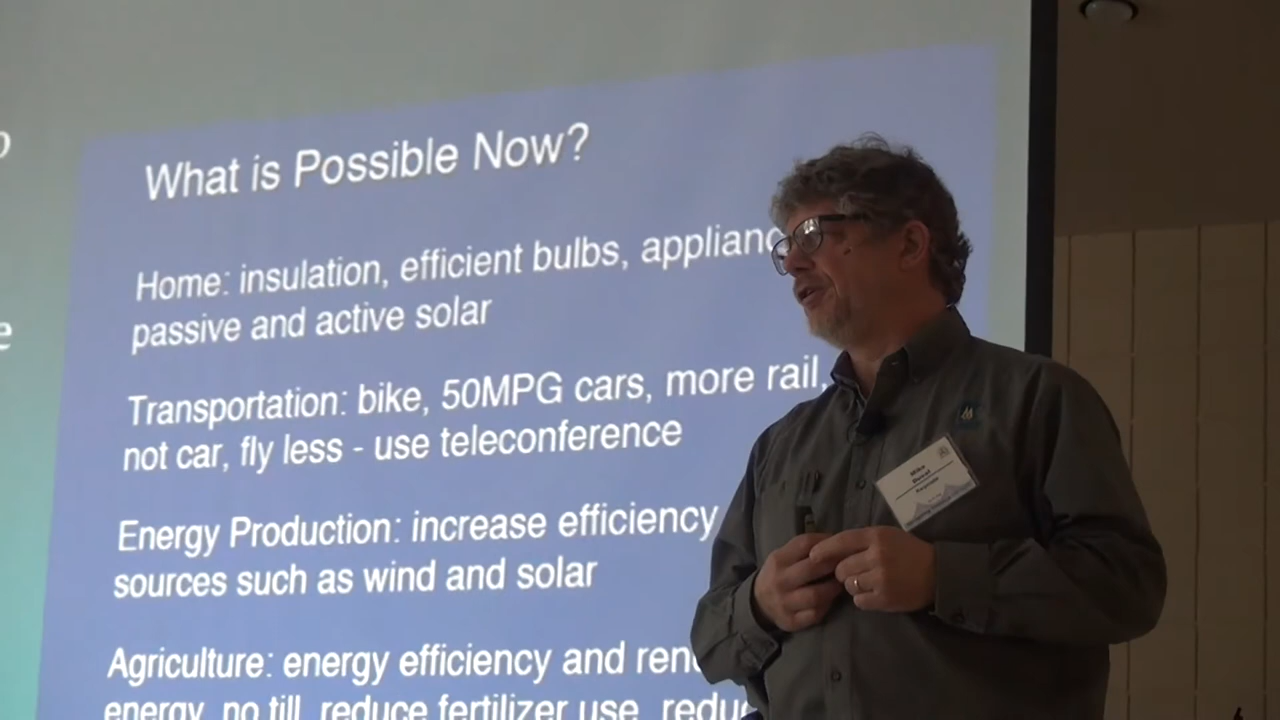 What is Possible Now?
Home: insulation, efficient bulbs, applianc
passive and active solar
Transportation: bike, 50MPG cars, more rail,
not car, fly less - use teleconference
Energy Production: increase efficiency
sources such as wind and solar
Agriculture: energy efficiency and ren
energy, no till, reduce fertilizer use, reduc
e
Mike